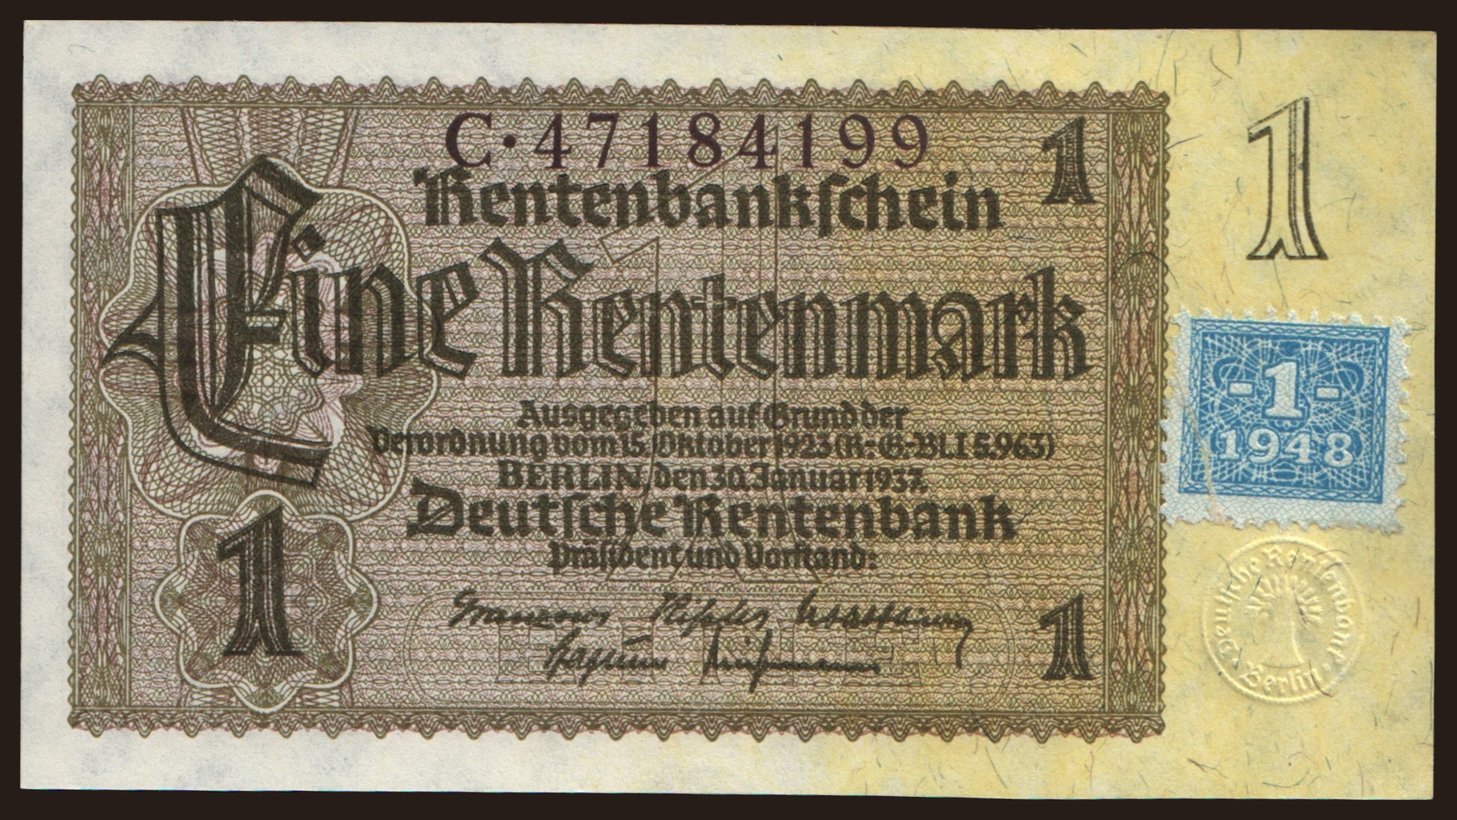 C·47184199
Rentenbankschein
1
1
Eine Rentenmark
-1-
1948
Ausgegeben auf Grund der
Verordnung vom 15. Oktober 1923 (R.-G.-Bl. I S. 963)
BERLIN, den 30. Januar 1937.
Deutsche Rentenbank
Präsident und Vorstand:
1
1
Deutsche Rentenbank
Berlin